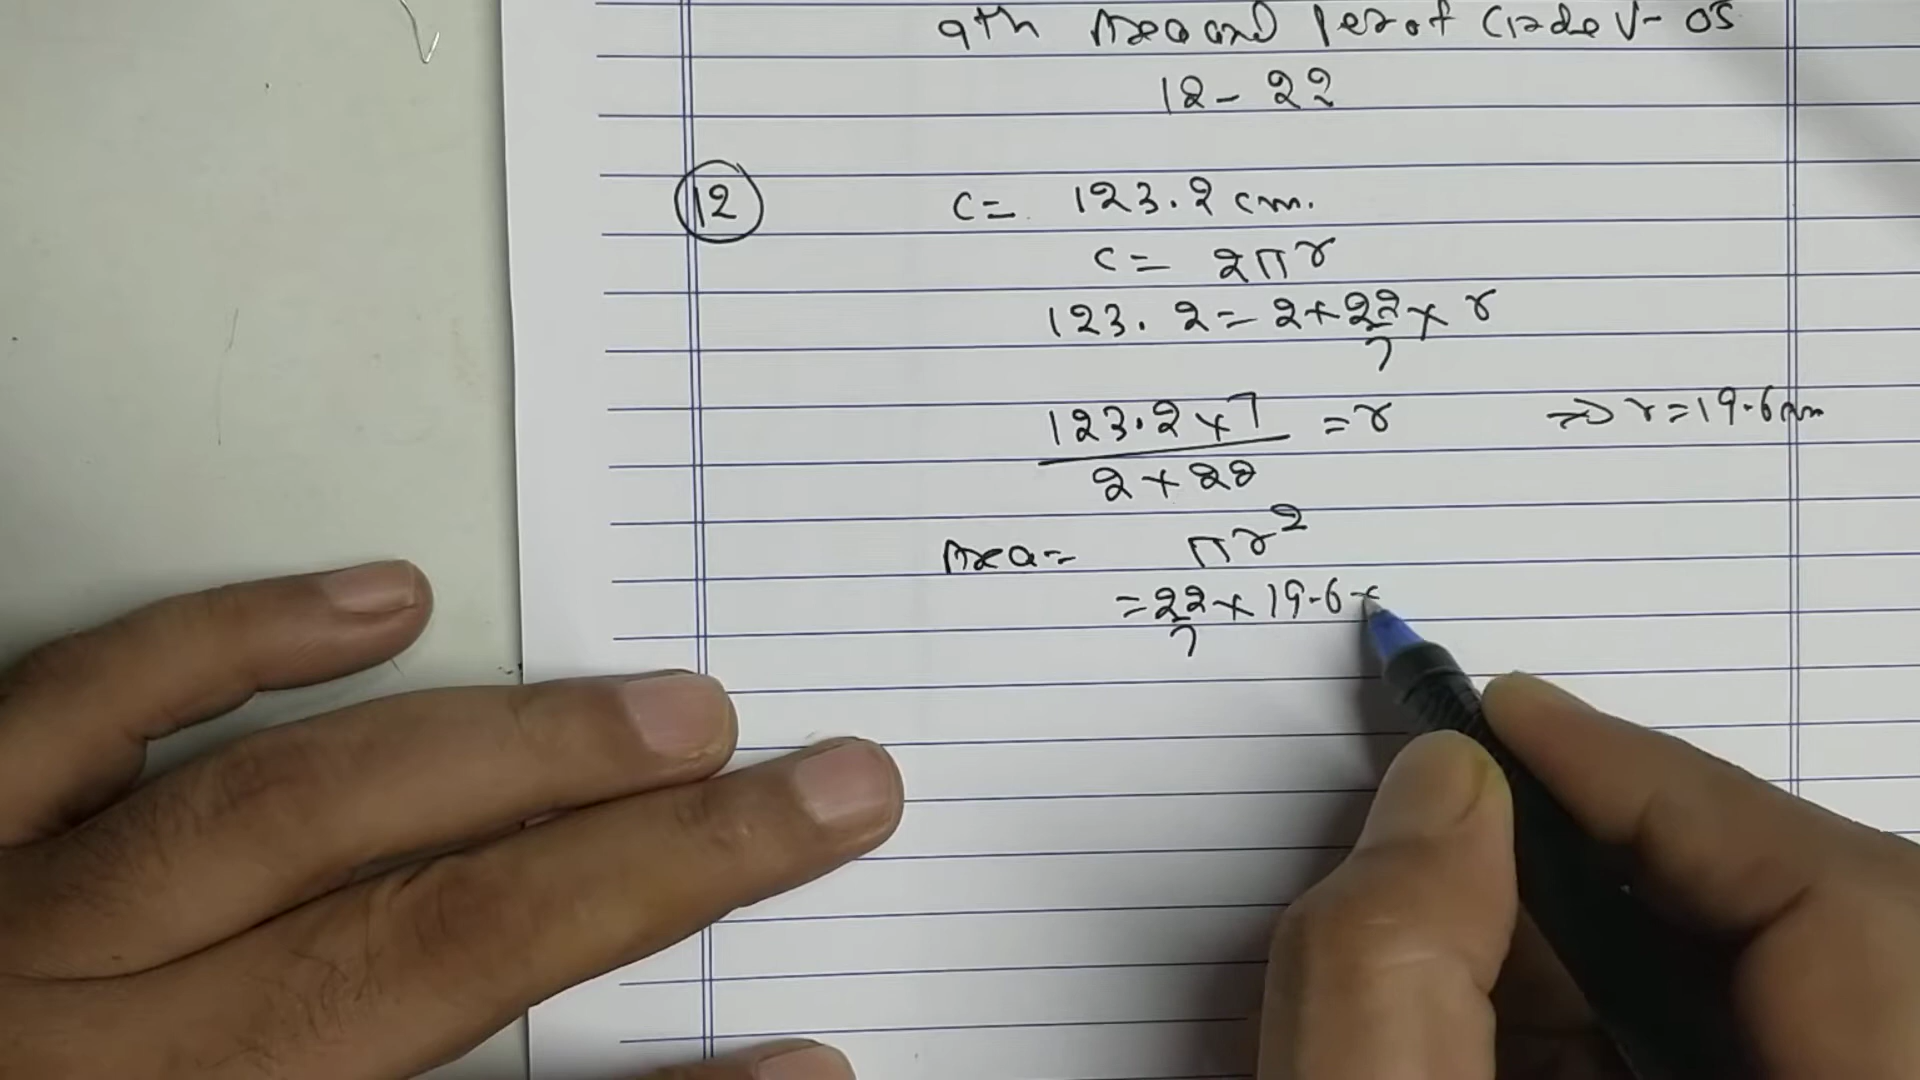 9th Area and Per of Circle V- 05
12 - 22
12 C = 123.2 cm.
C = 2πr
123.2 = 2 × 22/7 × r
123.2 × 7 / 2 × 22 = r ⇒ r = 19.6 cm
Area = πr²
= 22/7 × 19.6 ×